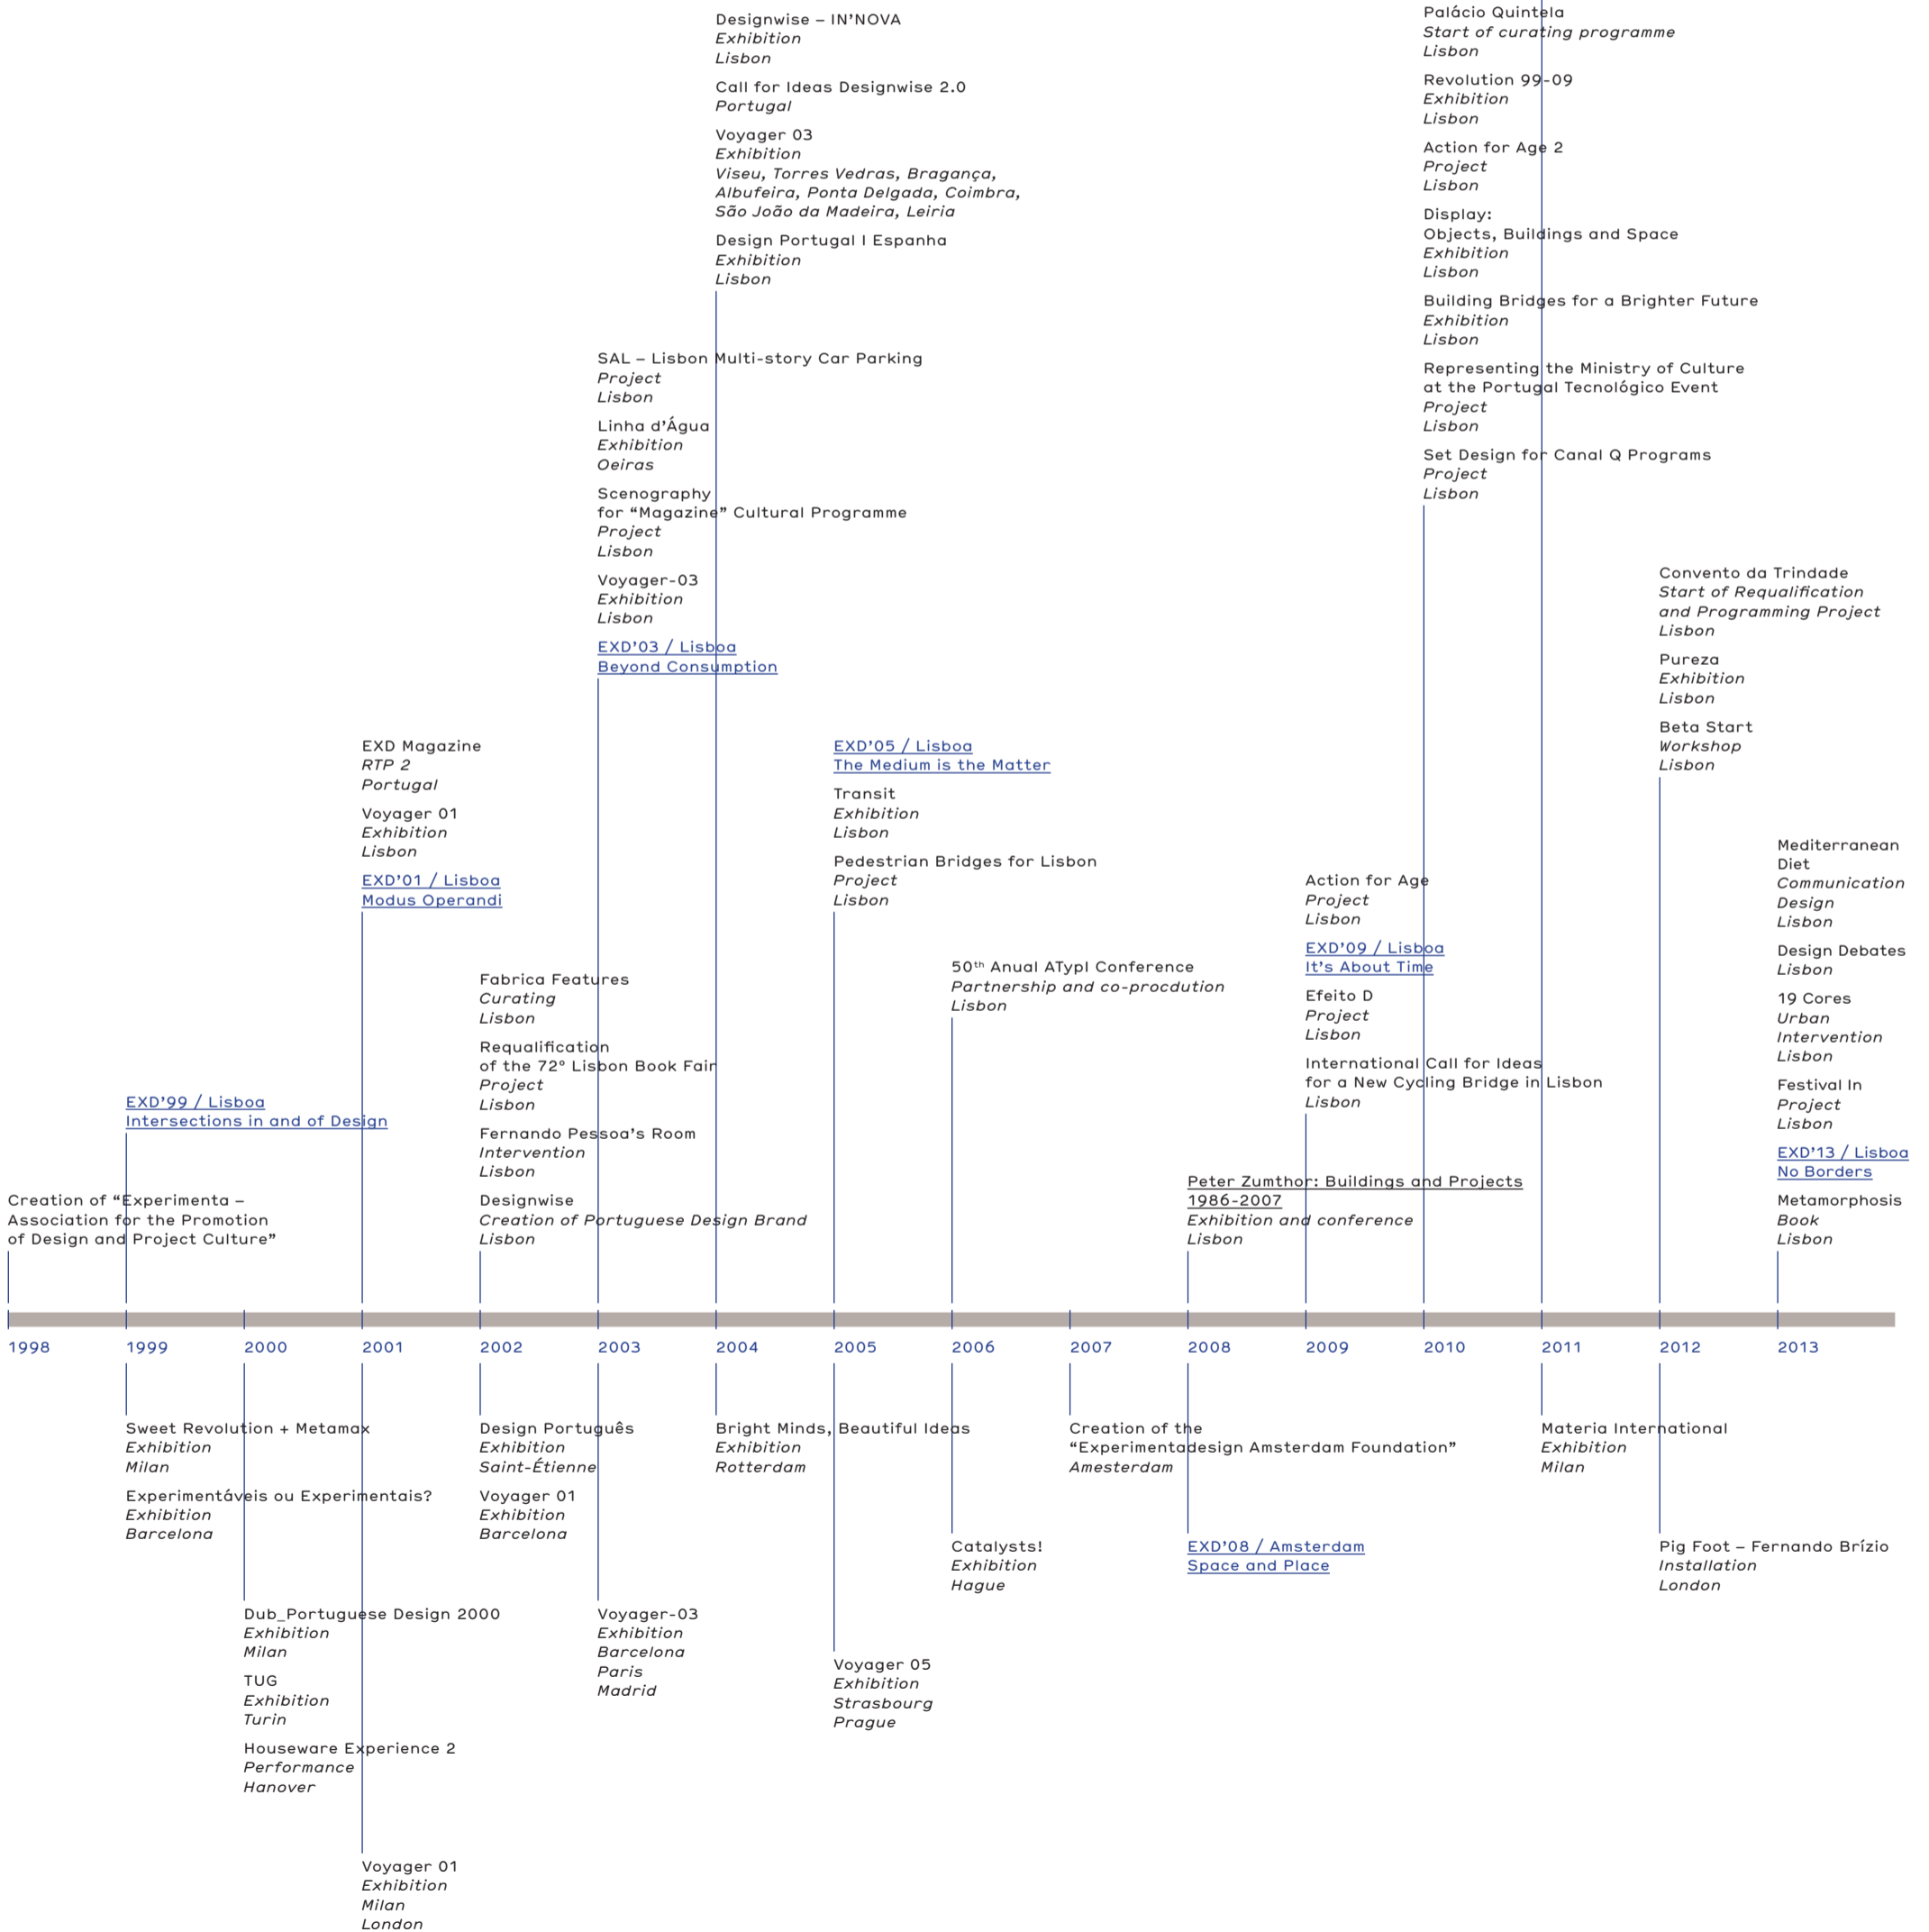 Designwise – IN’NOVA
Exhibition
Lisbon
Call for Ideas Designwise 2.0
Portugal
Voyager 03
Exhibition
Viseu, Torres Vedras, Bragança,
Albufeira, Ponta Delgada, Coimbra,
São João da Madeira, Leiria
Design Portugal I Espanha
Exhibition
Lisbon
Palácio Quintela
Start of curating programme
Lisbon
Revolution 99-09
Exhibition
Lisbon
Action for Age 2
Project
Lisbon
Display:
Objects, Buildings and Space
Exhibition
Lisbon
Building Bridges for a Brighter Future
Exhibition
Lisbon
Representing the Ministry of Culture
at the Portugal Tecnológico Event
Project
Lisbon
Set Design for Canal Q Programs
Project
Lisbon
SAL – Lisbon Multi-story Car Parking
Project
Lisbon
Linha d’Água
Exhibition
Oeiras
Scenography
for “Magazine” Cultural Programme
Project
Lisbon
Voyager-03
Exhibition
Lisbon
EXD’03 / Lisboa
Beyond Consumption
Convento da Trindade
Start of Requalification
and Programming Project
Lisbon
Pureza
Exhibition
Lisbon
Beta Start
Workshop
Lisbon
EXD Magazine
RTP 2
Portugal
Voyager 01
Exhibition
Lisbon
EXD’01 / Lisboa
Modus Operandi
EXD’05 / Lisboa
The Medium is the Matter
Transit
Exhibition
Lisbon
Pedestrian Bridges for Lisbon
Project
Lisbon
Mediterranean
Diet
Communication
Design
Lisbon
Design Debates
Lisbon
19 Cores
Urban
Intervention
Lisbon
Festival In
Project
Lisbon
EXD’13 / Lisboa
No Borders
Metamorphosis
Book
Lisbon
Action for Age
Project
Lisbon
EXD’09 / Lisboa
It’s About Time
Efeito D
Project
Lisbon
International Call for Ideas
for a New Cycling Bridge in Lisbon
Lisbon
50th Anual ATypI Conference
Partnership and co-procdution
Lisbon
Fabrica Features
Curating
Lisbon
Requalification
of the 72º Lisbon Book Fair
Project
Lisbon
Fernando Pessoa’s Room
Intervention
Lisbon
Designwise
Creation of Portuguese Design Brand
Lisbon
EXD’99 / Lisboa
Intersections in and of Design
Peter Zumthor: Buildings and Projects
1986-2007
Exhibition and conference
Lisbon
Creation of “Experimenta –
Association for the Promotion
of Design and Project Culture”
1998 1999 2000 2001 2002 2003 2004 2005 2006 2007 2008 2009 2010 2011 2012 2013
Sweet Revolution + Metamax
Exhibition
Milan
Experimentáveis ou Experimentais?
Exhibition
Barcelona
Design Português
Exhibition
Saint-Étienne
Voyager 01
Exhibition
Barcelona
Bright Minds, Beautiful Ideas
Exhibition
Rotterdam
Creation of the
“Experimentadesign Amsterdam Foundation”
Amesterdam
Materia International
Exhibition
Milan
Catalysts!
Exhibition
Hague
EXD’08 / Amsterdam
Space and Place
Pig Foot – Fernando Brízio
Installation
London
Dub_Portuguese Design 2000
Exhibition
Milan
TUG
Exhibition
Turin
Houseware Experience 2
Performance
Hanover
Voyager-03
Exhibition
Barcelona
Paris
Madrid
Voyager 05
Exhibition
Strasbourg
Prague
Voyager 01
Exhibition
Milan
London